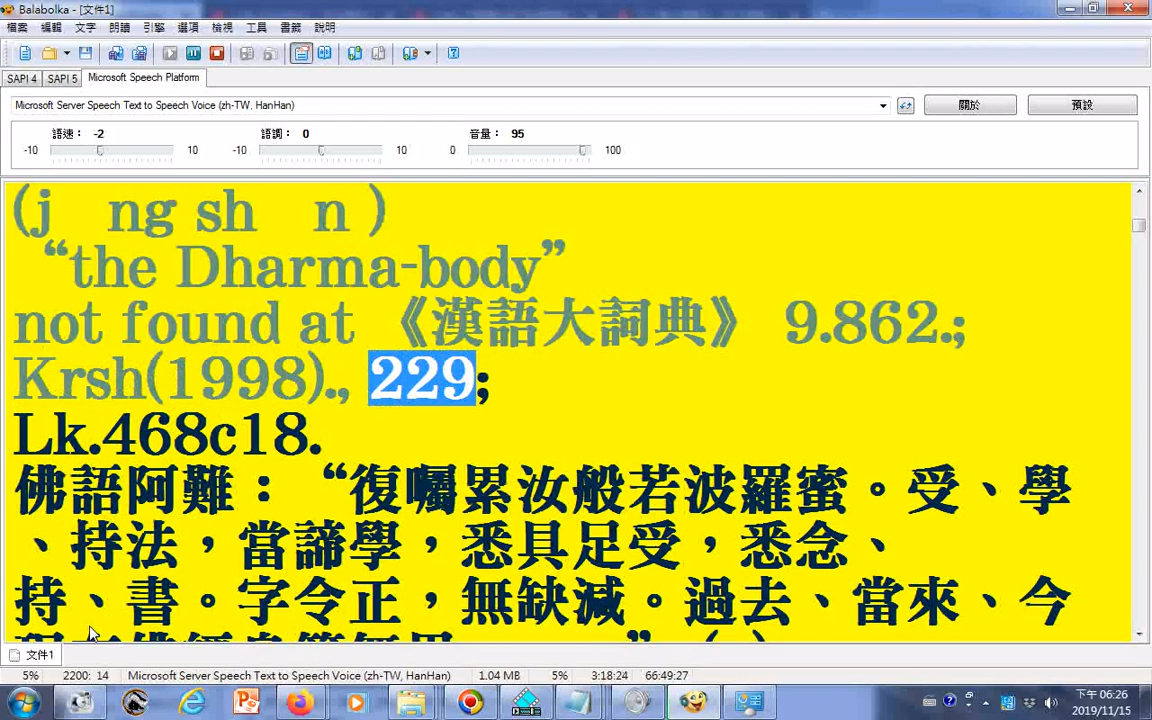 Balabolka - [文件1]
檔案 編輯 文字 朗讀 引擎 選項 檢視 工具 書籤 說明
SAPI 4 SAPI 5 Microsoft Speech Platform
Microsoft Server Speech Text to Speech Voice (zh-TW, HanHan) 關於 預設
語速： -2 語調： 0 音量： 95
-10 10 -10 10 0 100
(j ng sh n )
“the Dharma-body”
not found at 《漢語大詞典》 9.862.;
Krsh(1998)., 229;
Lk.468c18.
佛語阿難：“復囑累汝般若波羅蜜。受、學
、持法，當諦學，悉具足受，悉念、
持、書。字令正，無缺減。過去、當來、今
文件1
5% 2200: 14 Microsoft Server Speech Text to Speech Voice (zh-TW, HanHan) 1.04 MB 5% 3:18:24 66:49:27
下午 06:26
2019/11/15